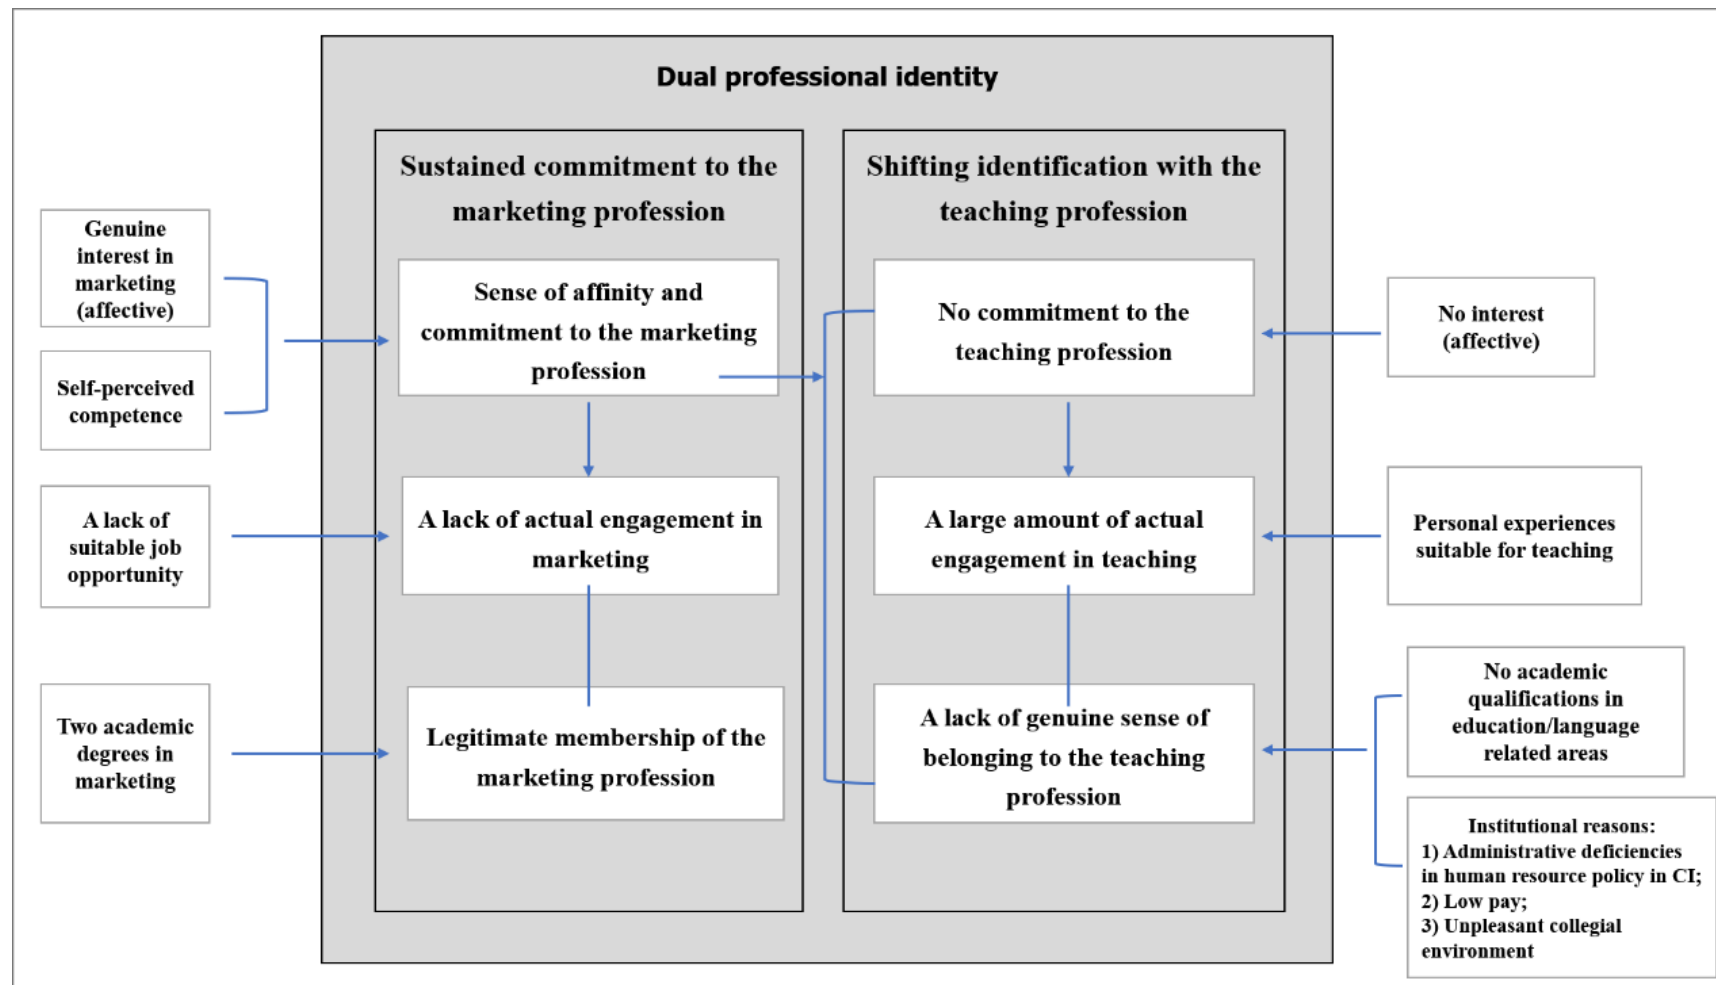 Dual professional identity
Sustained commitment to the
marketing profession
Shifting identification with the
teaching profession
Genuine
interest in
marketing
(affective)
Self-perceived
competence
A lack of
suitable job
opportunity
Two academic
degrees in
marketing
Sense of affinity and
commitment to the marketing
profession
A lack of actual engagement in
marketing
Legitimate membership of the
marketing profession
No commitment to the
teaching profession
A large amount of actual
engagement in teaching
A lack of genuine sense of
belonging to the teaching
profession
No interest
(affective)
Personal experiences
suitable for teaching
No academic
qualifications in
education/language
related areas
Institutional reasons:
1) Administrative deficiencies
in human resource policy in CI;
2) Low pay;
3) Unpleasant collegial
environment